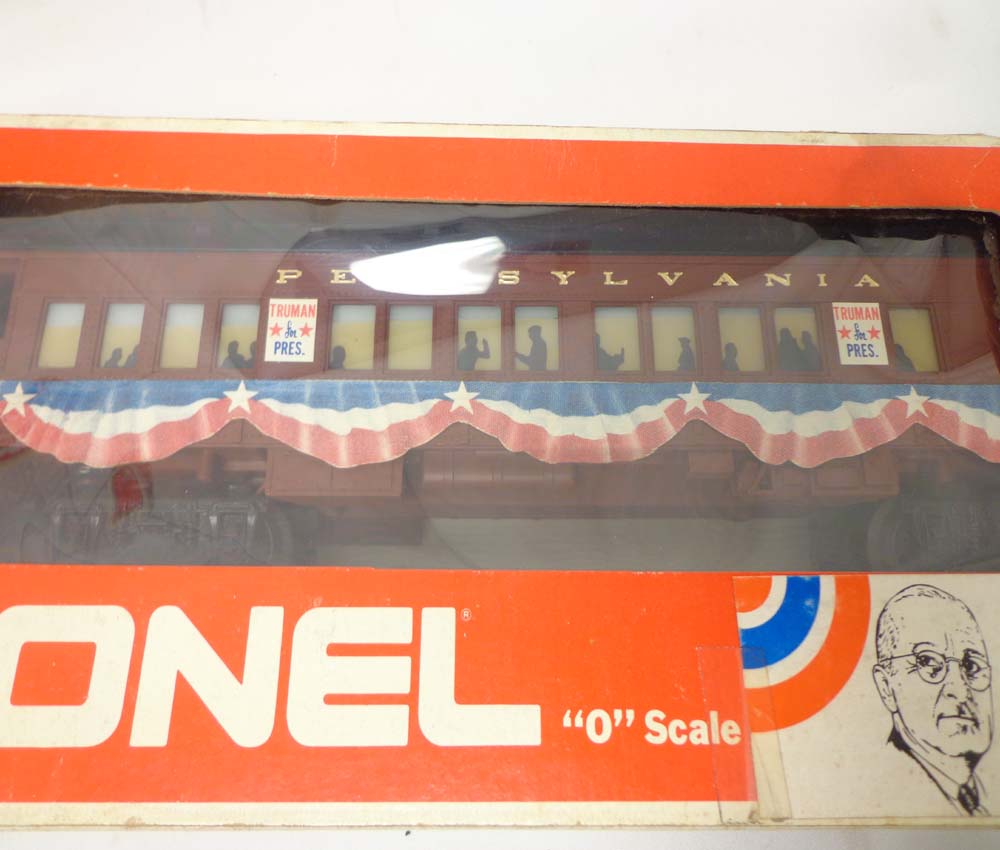 PE SYLVANIA
TRUMAN
for
PRES.
TRUMAN
for
PRES.
ONEL®
"O" Scale